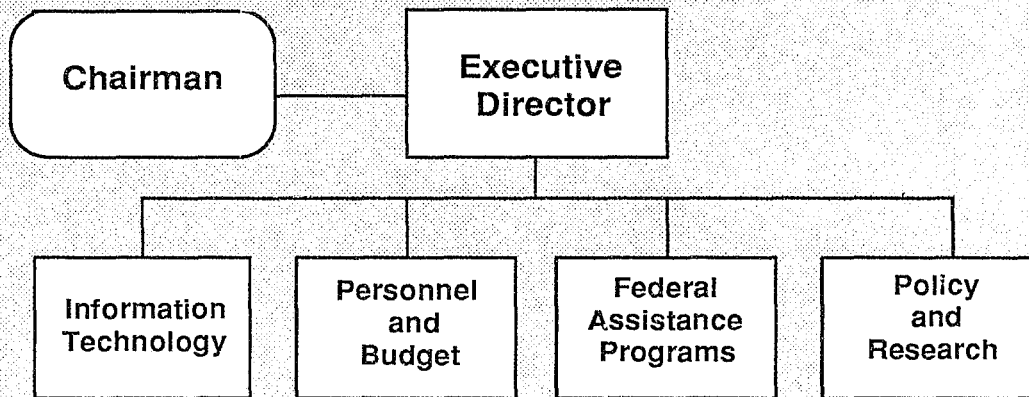 Chairman
Executive
Director
Information
Technology
Personnel
and
Budget
Federal
Assistance
Programs
Policy
and
Research